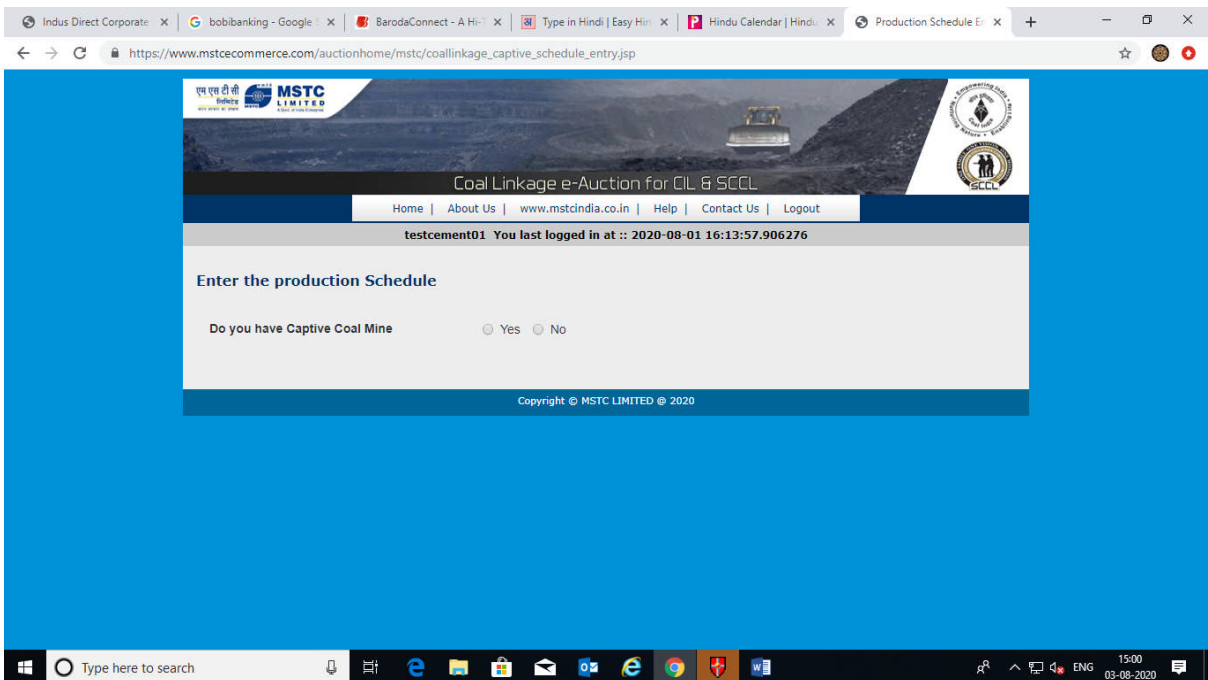 Indus Direct Corporate
bobibanking - Google S
BarodaConnect - A Hi-T
अ Type in Hindi | Easy Hin
P Hindu Calendar | Hindu
Production Schedule En
https://www.mstcecommerce.com/auctionhome/mstc/coallinkage_captive_schedule_entry.jsp
एम एस टी सी
लिमिटेड
MSTC
LIMITED
Coal Linkage e-Auction for CIL & SCCL
SCCL
Home | About Us | www.mstcindia.co.in | Help | Contact Us | Logout
testcement01 You last logged in at :: 2020-08-01 16:13:57.906276
Enter the production Schedule
Do you have Captive Coal Mine Yes No
Copyright © MSTC LIMITED @ 2020
Type here to search
ENG
15:00
03-08-2020